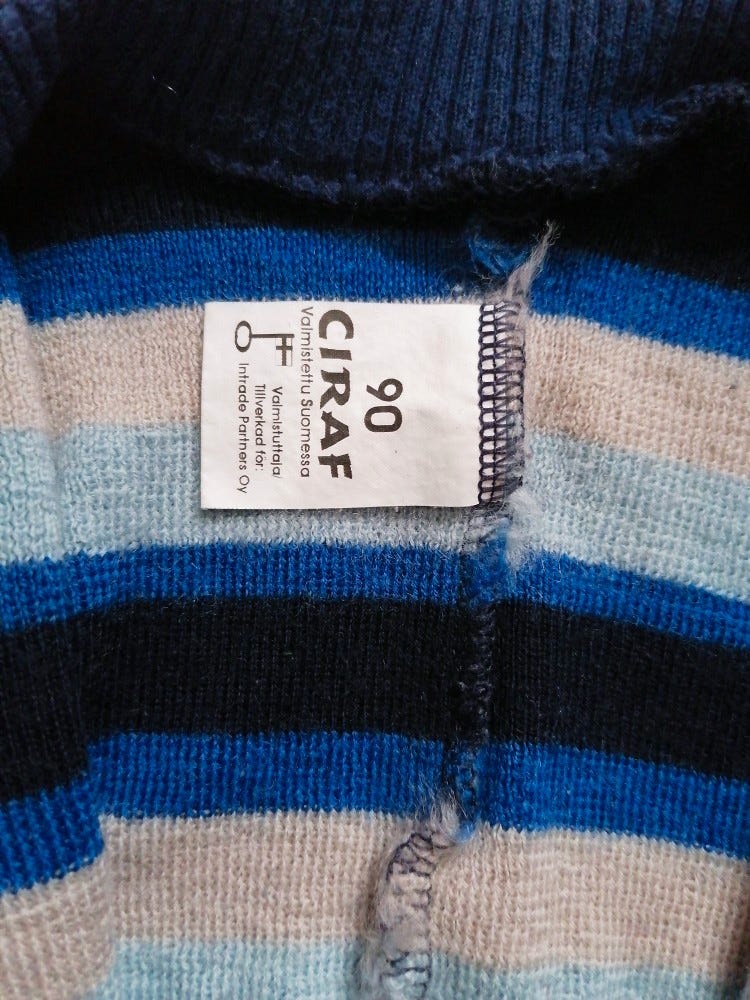 90
CIRAF
Valmistettu Suomessa
Valmistuttaja/
Tillverkad för:
Intrade Partners Oy